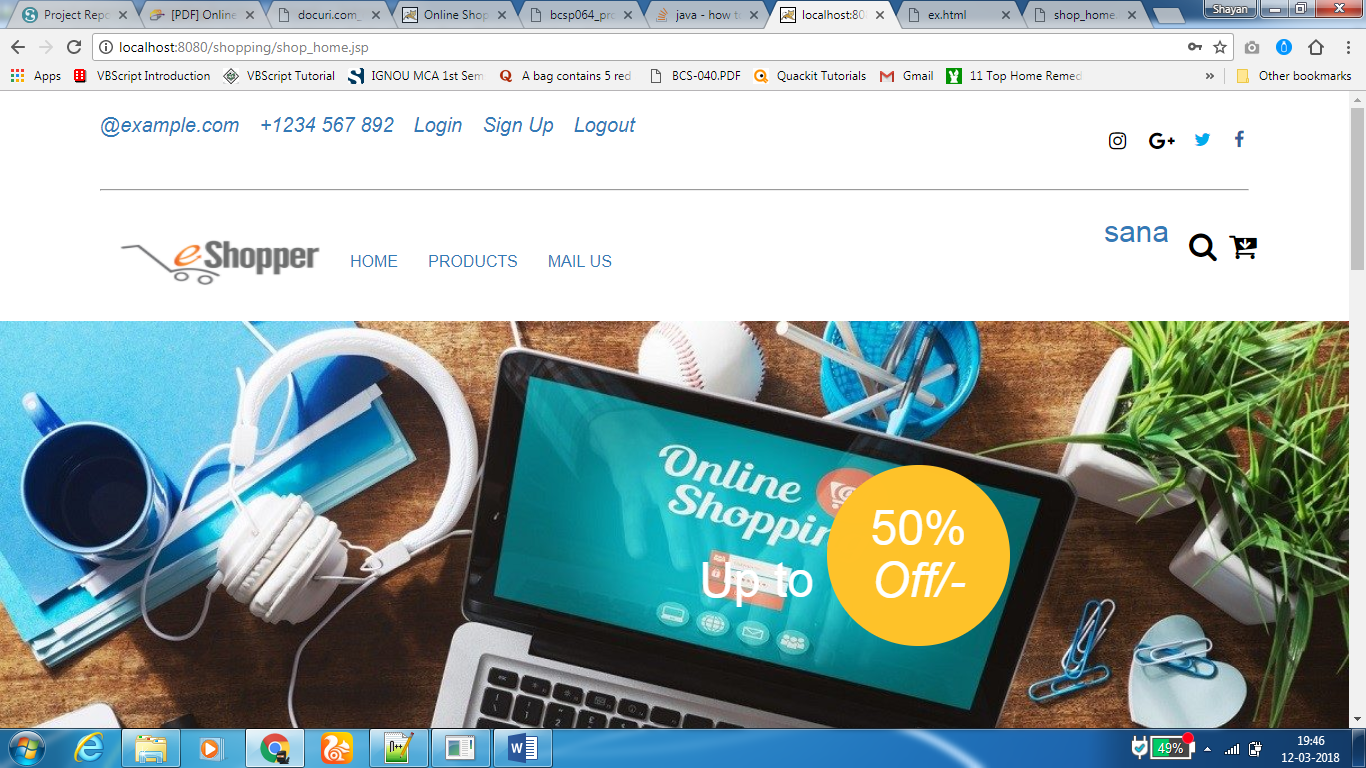 Project Repo
[PDF] Online
docuri.com_
Online Shop
bcsp064_pro
java - how t
localhost:80
ex.html
shop_home.
Shayan
localhost:8080/shopping/shop_home.jsp
Apps VBScript Introduction VBScript Tutorial IGNOU MCA 1st Sem A bag contains 5 red BCS-040.PDF Quackit Tutorials Gmail 11 Top Home Remed » Other bookmarks
@example.com +1234 567 892 Login Sign Up Logout
G+
sana
eShopper HOME PRODUCTS MAIL US
Online
Shoppin
50%
Up to Off/-
49%
19:46
12-03-2018